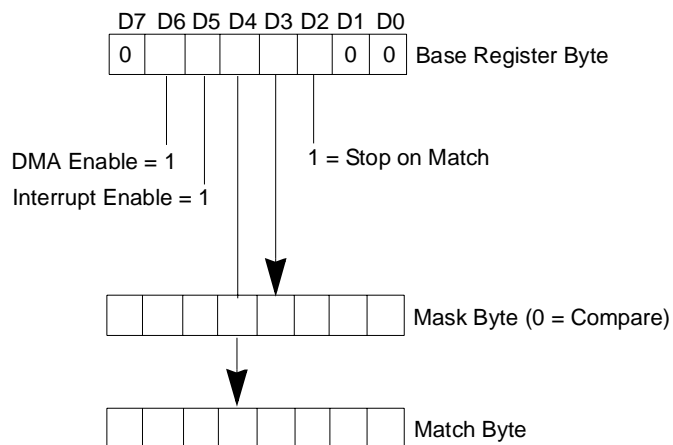 D7 D6 D5 D4 D3 D2 D1 D0
0 0 0 Base Register Byte
DMA Enable = 1
1 = Stop on Match
Interrupt Enable = 1
Mask Byte (0 = Compare)
Match Byte